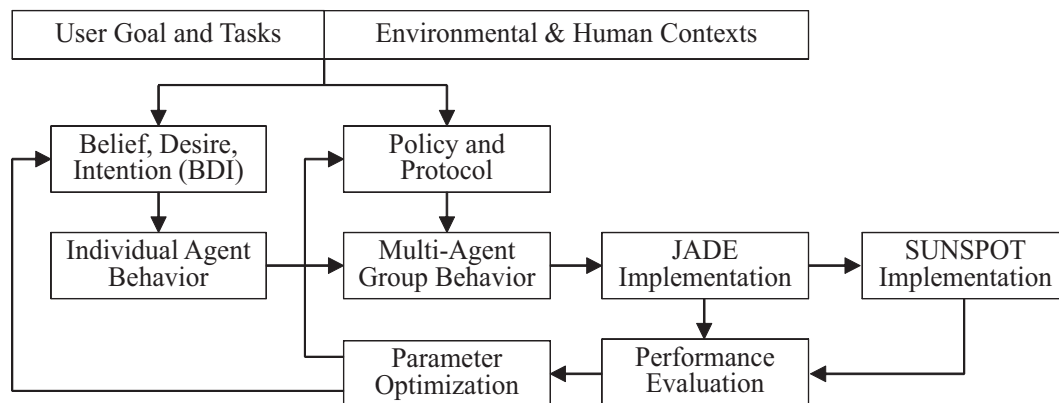 User Goal and Tasks
Environmental & Human Contexts
Belief, Desire,
Intention (BDI)
Policy and
Protocol
Individual Agent
Behavior
Multi-Agent
Group Behavior
JADE
Implementation
SUNSPOT
Implementation
Parameter
Optimization
Performance
Evaluation